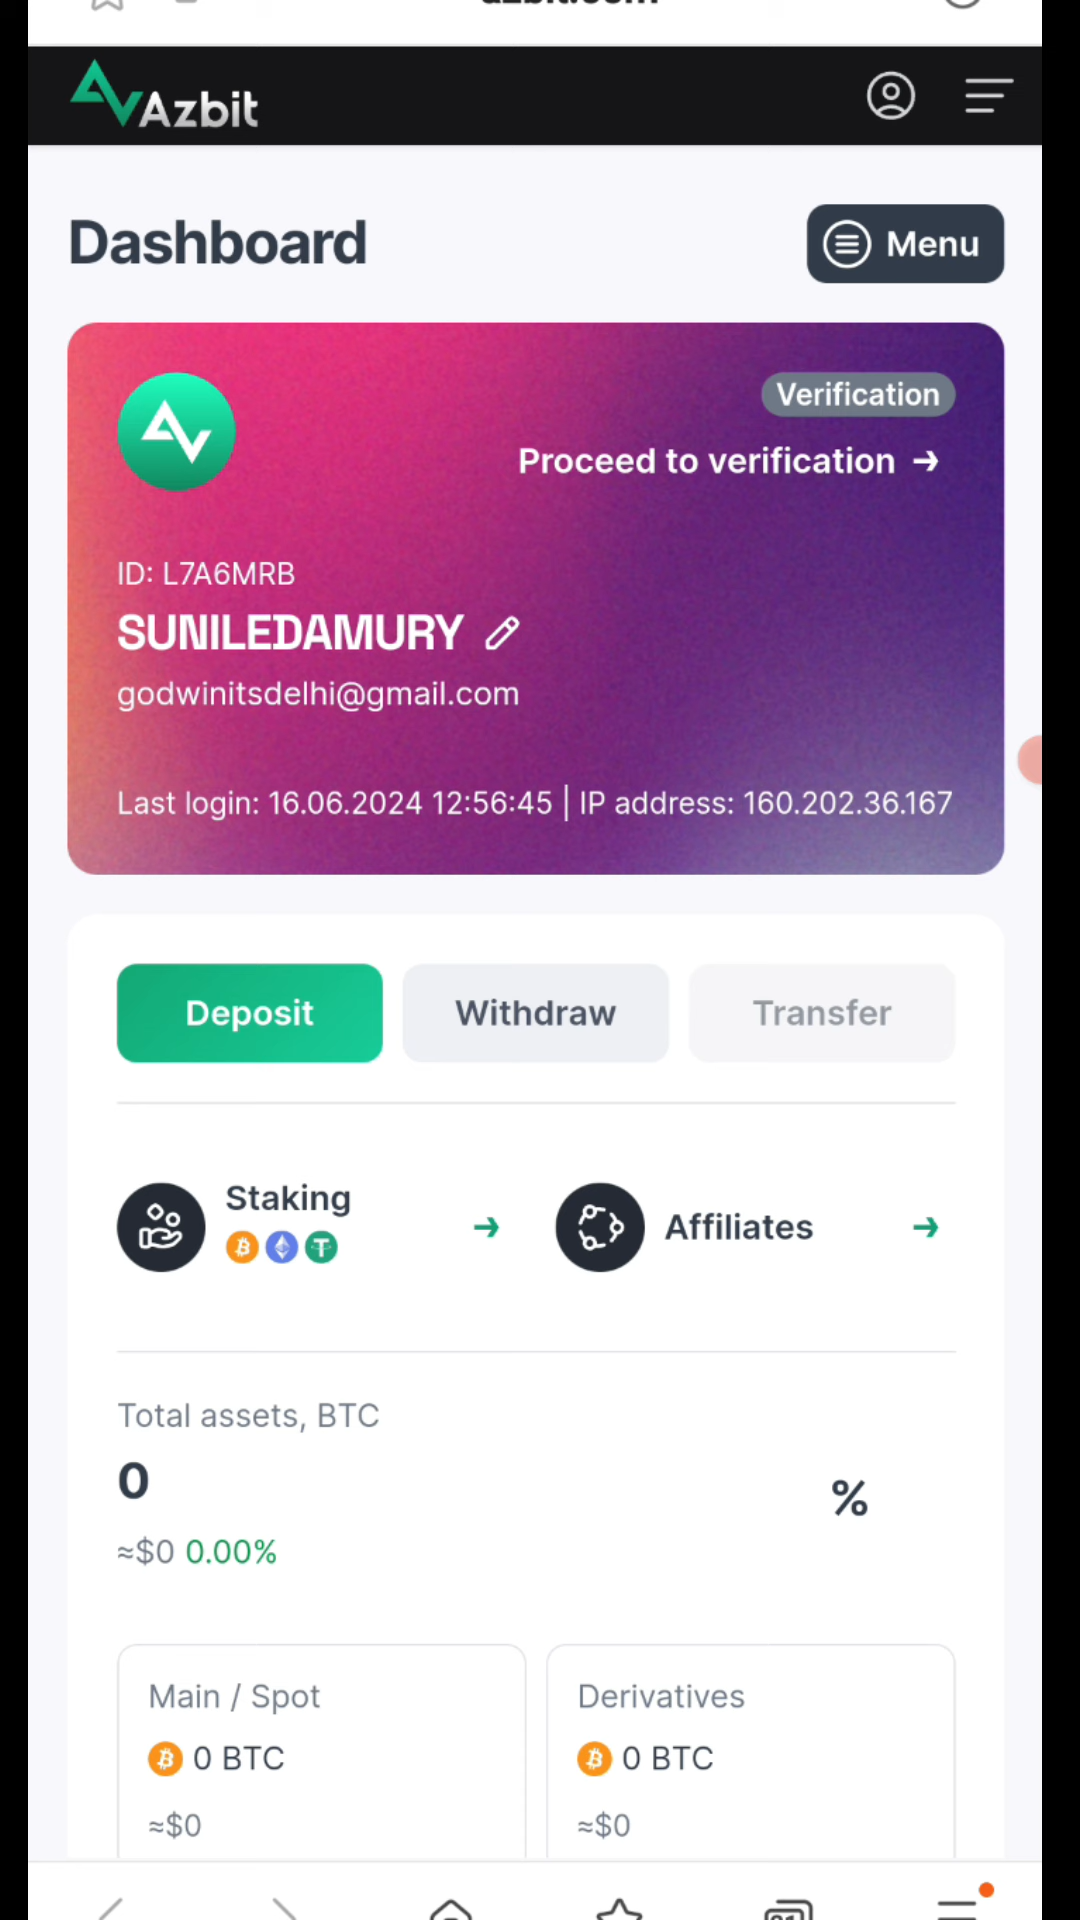 Azbit
Dashboard
Menu
Verification
Proceed to verification →
ID: L7A6MRB
SUNILEDAMURY
godwinitsdelhi@gmail.com
Last login: 16.06.2024 12:56:45 | IP address: 160.202.36.167
Deposit Withdraw Transfer
Staking → Affiliates →
Total assets, BTC
0
%
≈$0 0.00%
Main / Spot Derivatives
0 BTC 0 BTC
≈$0 ≈$0